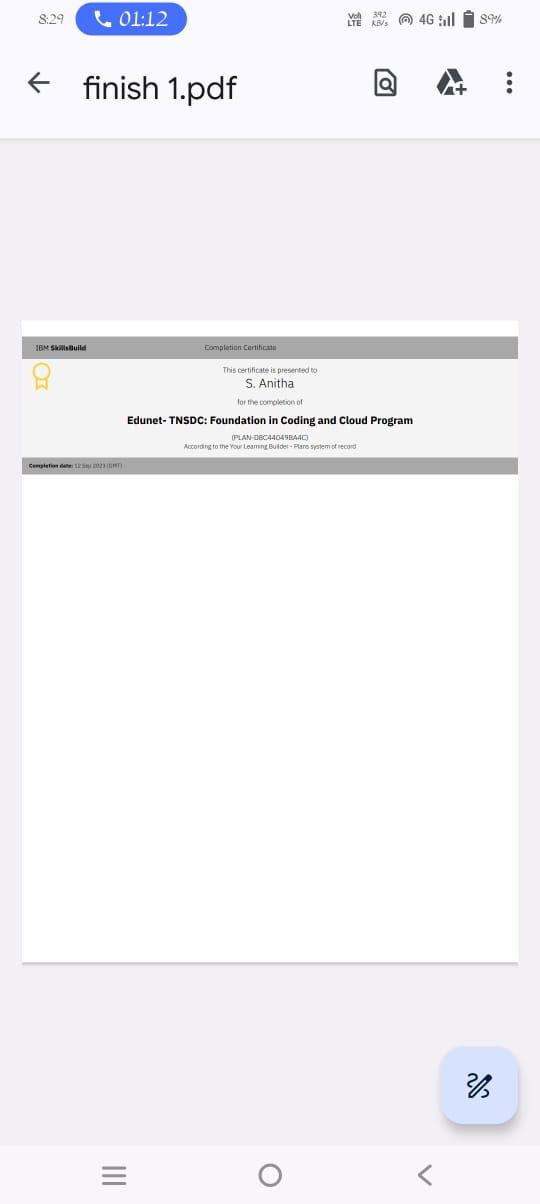 8:29
01:12
Vo)) LTE
392 KB/s
4G
89%
finish 1.pdf
IBM SkillsBuild
Completion Certificate
This certificate is presented to
S. Anitha
for the completion of
Edunet- TNSDC: Foundation in Coding and Cloud Program
(PLAN-DBC44049BA4C)
According to the Your Learning Builder - Plans system of record
Completion date: 12 Sep 2023 (GMT)